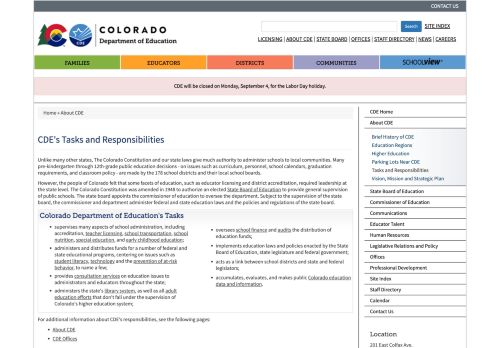 CONTACT US
COLORADO
Department of Education
CDE
Search
SITE INDEX
LICENSING | ABOUT CDE | STATE BOARD | OFFICES | STAFF DIRECTORY | NEWS | CAREERS
FAMILIES
EDUCATORS
DISTRICTS
COMMUNITIES
SCHOOLVIEW
CDE will be closed on Monday, September 4, for the Labor Day holiday.
Home » About CDE
CDE's Tasks and Responsibilities
Unlike many other states, The Colorado Constitution and our state laws give much authority to administer schools to local communities. Many
pre-kindergarten through 12th-grade public education decisions - on issues such as curriculum, personnel, school calendars, graduation
requirements, and classroom policy - are made by the 178 school districts and their local school boards.
However, the people of Colorado felt that some facets of education, such as educator licensing and district accreditation, required leadership at
the state level. The Colorado Constitution was amended in 1948 to authorize an elected State Board of Education to provide general supervision
of public schools. The state board appoints the commissioner of education to oversee the department. Subject to the supervision of the state
board, the commissioner and department administer federal and state education laws and the policies and regulations of the state board.
Colorado Department of Education's Tasks
supervises many aspects of school administration, including
accreditation, teacher licensing, school transportation, school
nutrition, special education, and early childhood education;
administers and distributes funds for a number of federal and
state educational programs, centering on issues such as
student literacy, technology and the prevention of at-risk
behavior, to name a few;
provides consultation services on education issues to
administrators and educators throughout the state;
administers the state's library system, as well as all adult
education efforts that don't fall under the supervision of
Colorado's higher education system;
oversees school finance and audits the distribution of
education funds;
implements education laws and policies enacted by the State
Board of Education, state legislature and federal government;
acts as a link between school districts and state and federal
legislators;
accumulates, evaluates, and makes public Colorado education
data and information.
For additional information about CDE's responsibilities, see the following pages:
About CDE
CDE Offices
CDE Home
About CDE
Brief History of CDE
Education Regions
Higher Education
Parking Lots Near CDE
Tasks and Responsibilities
Vision, Mission and Strategic Plan
State Board of Education
Commissioner of Education
Communications
Educator Talent
Human Resources
Legislative Relations and Policy
Offices
Professional Development
Site Index
Staff Directory
Calendar
Contact Us
Location
201 East Colfax Ave.